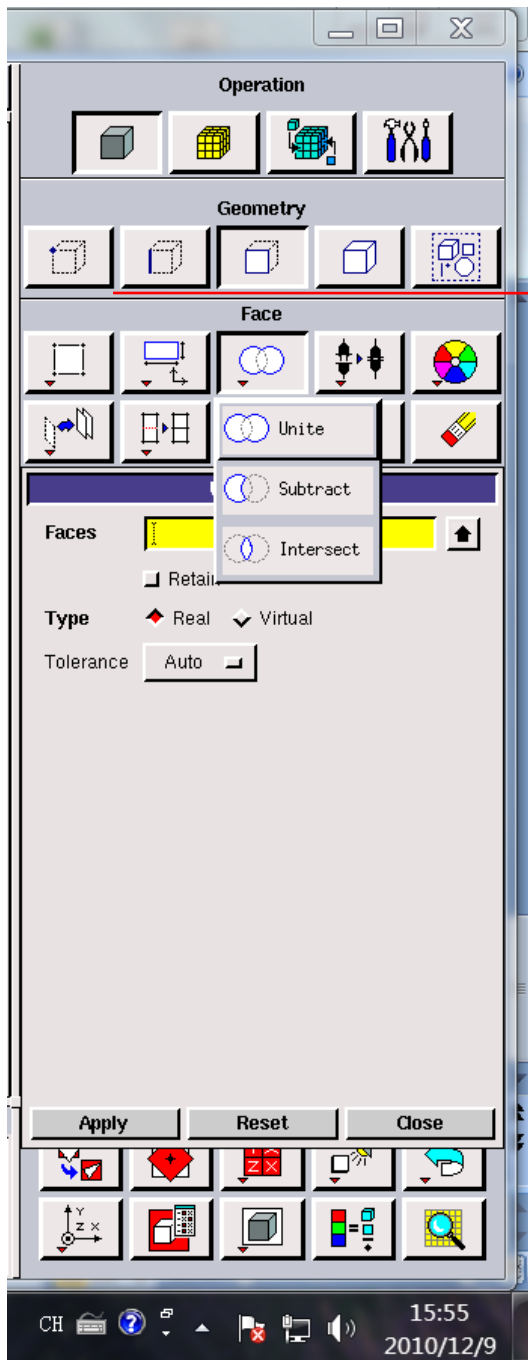 Operation
Geometry
Face
Unite
Subtract
Intersect
Faces
Retain
Type Real Virtual
Tolerance Auto
Apply Reset Close
Z X
Y
Z X
CH 15:55
2010/12/9